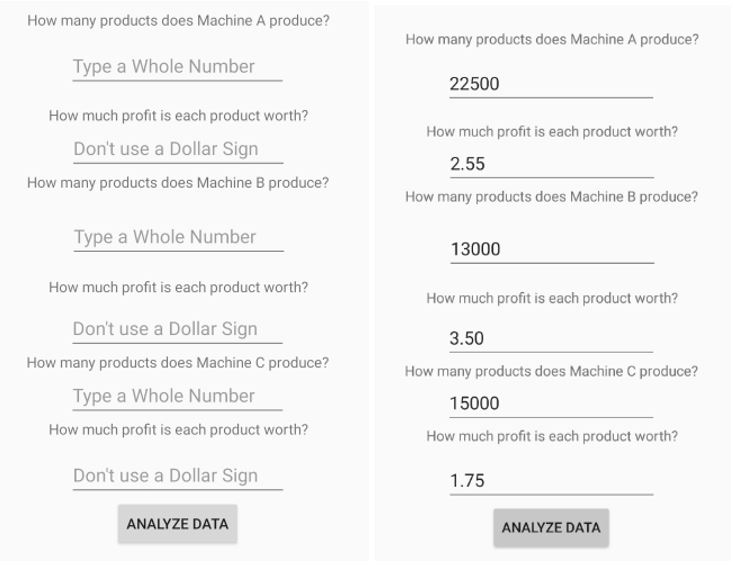 How many products does Machine A produce?
Type a Whole Number
How much profit is each product worth?
Don't use a Dollar Sign
How many products does Machine B produce?
Type a Whole Number
How much profit is each product worth?
Don't use a Dollar Sign
How many products does Machine C produce?
Type a Whole Number
How much profit is each product worth?
Don't use a Dollar Sign
ANALYZE DATA
How many products does Machine A produce?
22500
How much profit is each product worth?
2.55
How many products does Machine B produce?
13000
How much profit is each product worth?
3.50
How many products does Machine C produce?
15000
How much profit is each product worth?
1.75
ANALYZE DATA